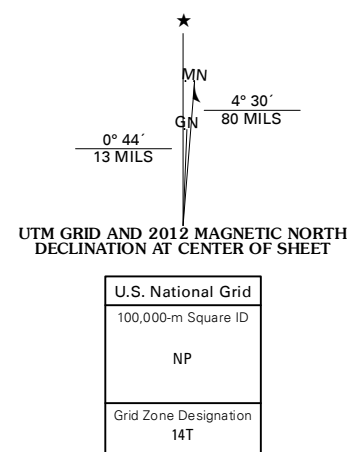 ★
MN
GN
4° 30´
80 MILS
0° 44´
13 MILS
UTM GRID AND 2012 MAGNETIC NORTH
DECLINATION AT CENTER OF SHEET
U.S. National Grid
100,000-m Square ID
NP
Grid Zone Designation
14T